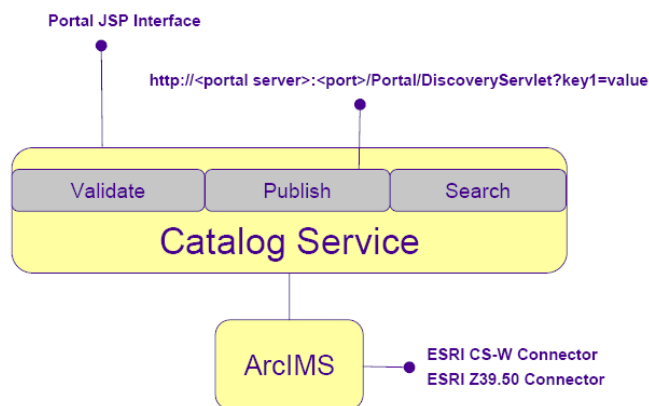 Portal JSP Interface
http://<portal server>:<port>/Portal/DiscoveryServlet?key1=value
Validate
Publish
Search
Catalog Service
ArcIMS
ESRI CS-W Connector
ESRI Z39.50 Connector